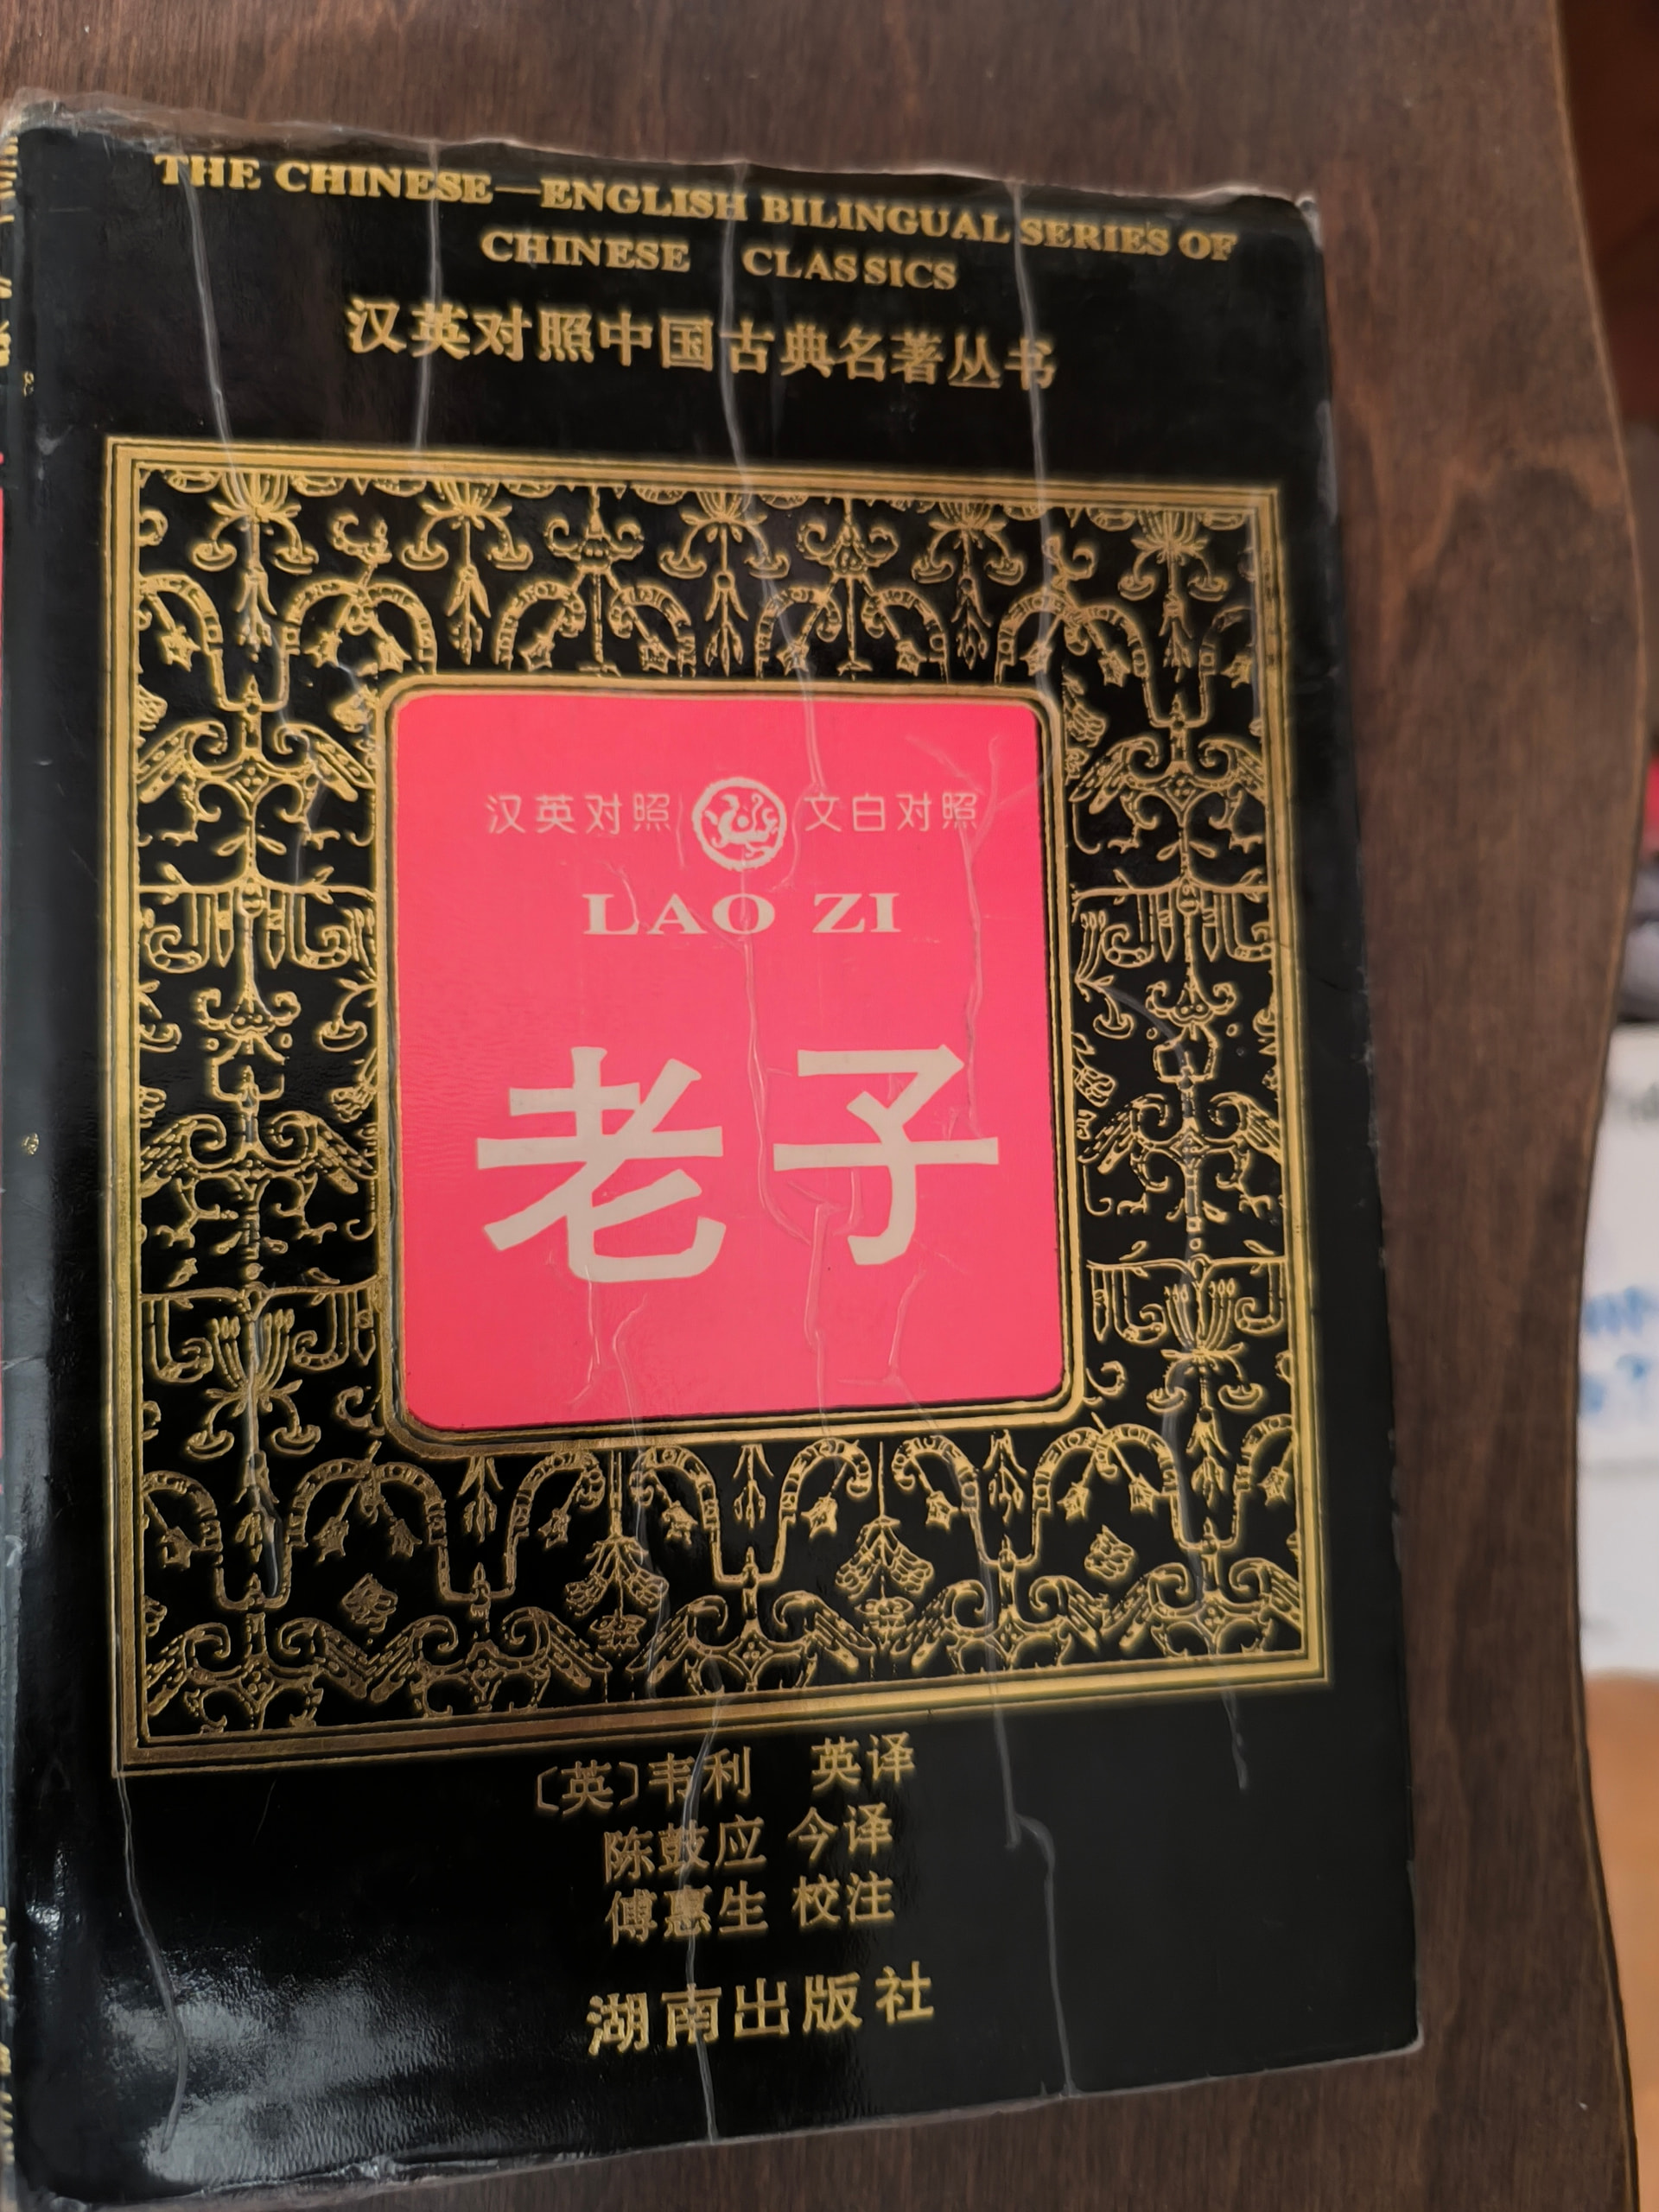 THE CHINESE—ENGLISH BILINGUAL SERIES OF
CHINESE CLASSICS
汉英对照中国古典名著丛书
汉英对照 文白对照
LAO ZI
老子
〔英〕韦利 英译
陈鼓应 今译
傅惠生 校注
湖南出版社